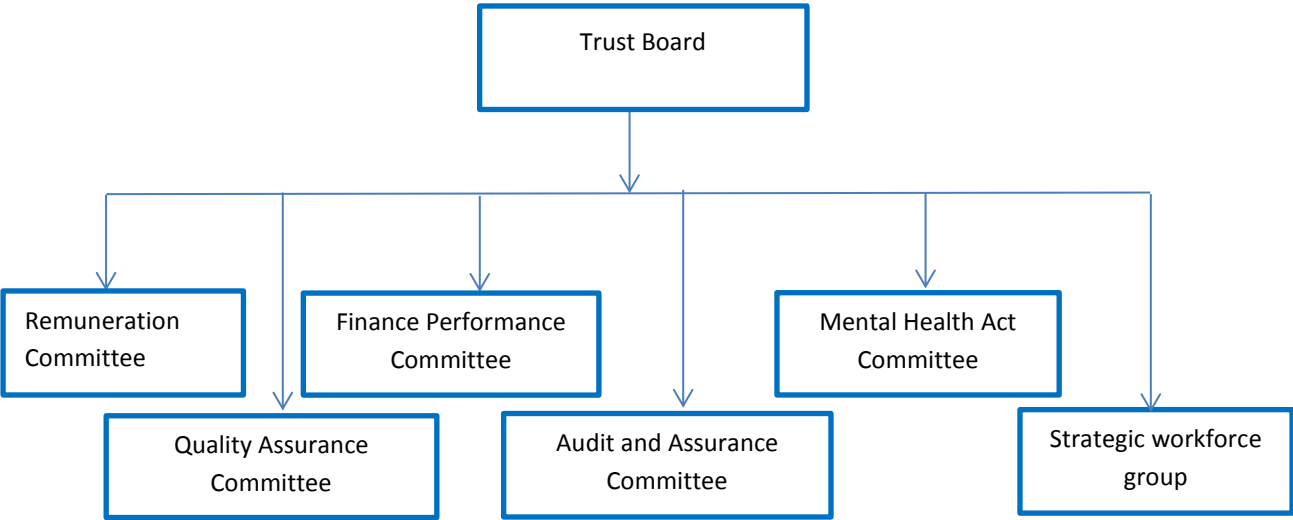 Trust Board
Remuneration
Committee
Finance Performance
Committee
Mental Health Act
Committee
Quality Assurance
Committee
Audit and Assurance
Committee
Strategic workforce
group